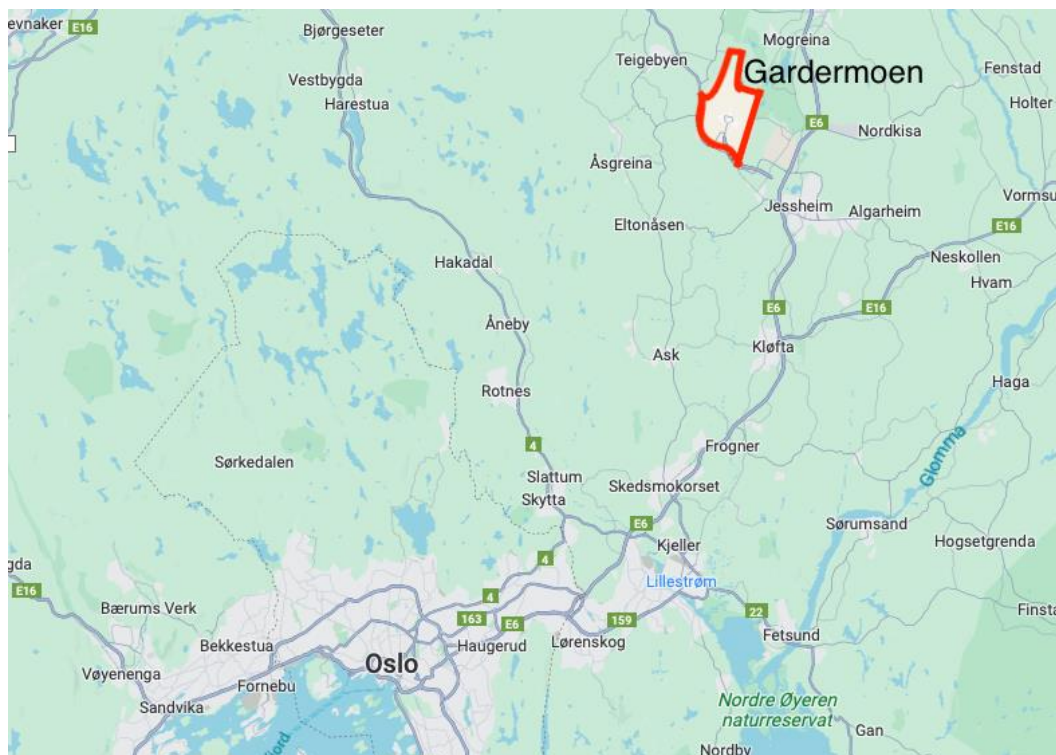 evnaker
E16
Bjørgeseter
Mogreina
Teigebyen
Gardermoen
Fenstad
Vestbygda
Harestua
Holter
E6
Nordkisa
Åsgreina
Vormsu
Jessheim
Algarheim
Eltonåsen
E16
Neskollen
Hakadal
Hvam
E6
E16
Åneby
Kløfta
Ask
Haga
Rotnes
Glomma
4
Frogner
Sørkedalen
Slattum
Skedsmokorset
Skytta
E6
Sørumsand
Kjeller
Hogsetgrenda
gda
4
Lillestrøm
E16
4
Bærums Verk
163
E6
159
22
Finsta
Bekkestua
Haugerud
Lørenskog
Fetsund
Oslo
Vøyenenga
Fornebu
Sandvika
Nordre Øyeren
naturreservat
Gan
fjord
Nordby